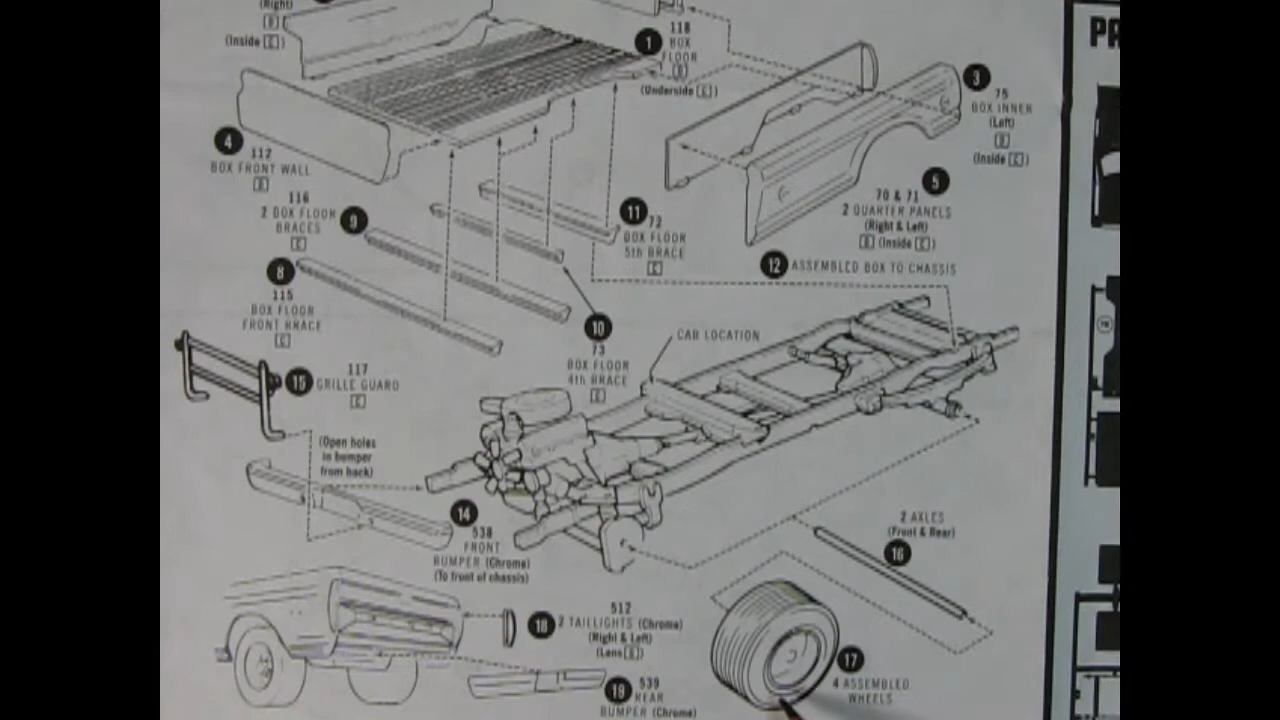 (Right)
B
(Inside C)
1
118
BOX
FLOOR
B
(Underside C)
PA
3
75
BOX INNER
(Left)
B
(Inside C)
4
112
BOX FRONT WALL
B
5
70 & 71
2 QUARTER PANELS
(Right & Left)
B (Inside C)
116
2 BOX FLOOR
BRACES
C
9
11
72
BOX FLOOR
5th BRACE
C
12 ASSEMBLED BOX TO CHASSIS
8
115
BOX FLOOR
FRONT BRACE
C
10
73
BOX FLOOR
4th BRACE
C
CAB LOCATION
15
117
GRILLE GUARD
C
(Open holes
in bumper
from back)
14
538
FRONT
BUMPER (Chrome)
(To front of chassis)
2 AXLES
(Front & Rear)
16
18
512
2 TAILLIGHTS (Chrome)
(Right & Left)
17
4 ASSEMBLED
WHEELS
19
539
REAR
BUMPER (Chrome)